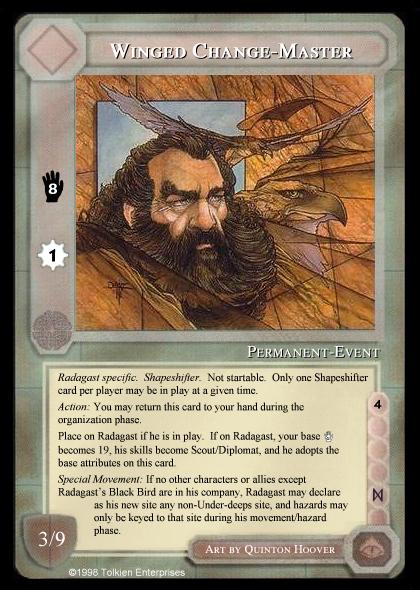 Winged Change-Master
8
1
Permanent-Event
Radagast specific. Shapeshifter. Not startable. Only one Shapeshifter
card per player may be in play at a given time.
Action: You may return this card to your hand during the
organization phase.
Place on Radagast if he is in play. If on Radagast, your base
becomes 19, his skills become Scout/Diplomat, and he adopts the
base attributes on this card.
Special Movement: If no other characters or allies except
Radagast's Black Bird are in his company, Radagast may declare
as his new site any non-Under-deeps site, and hazards may
only be keyed to that site during his movement/hazard
phase.
4
3/9
Art by Quinton Hoover
©1998 Tolkien Enterprises